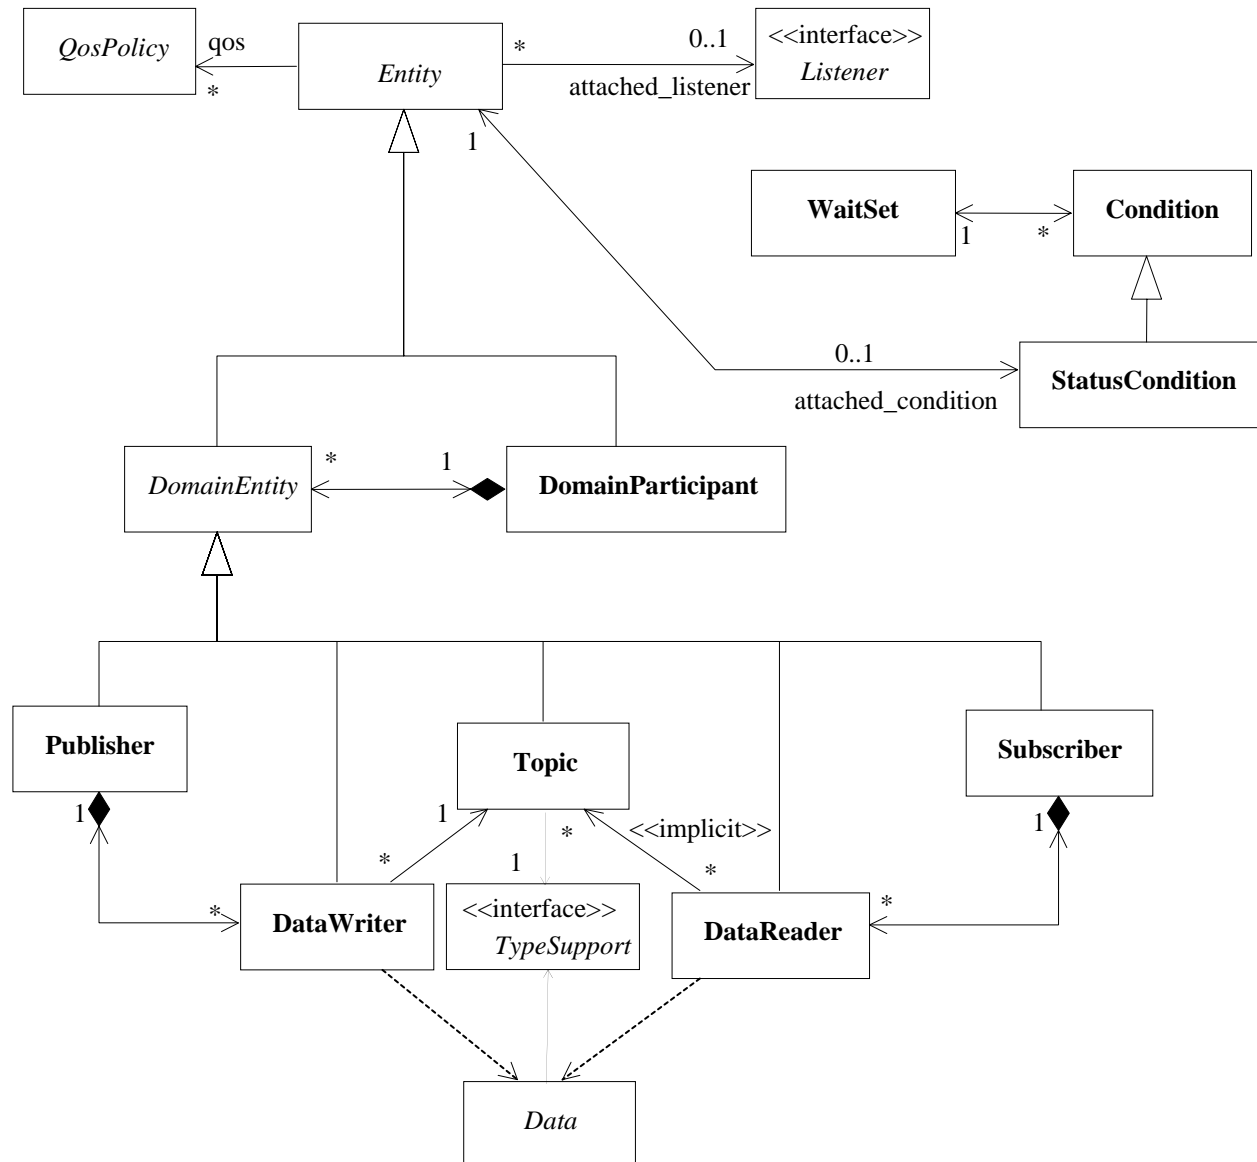 QosPolicy
qos
*
Entity
*
0..1
attached_listener
<<interface>>
Listener
1
WaitSet
1
*
Condition
0..1
attached_condition
StatusCondition
DomainEntity
*
1
DomainParticipant
Publisher
1
Topic
Subscriber
1
1
*
*
1
<<implicit>>
*
*
DataWriter
<<interface>>
TypeSupport
DataReader
*
Data